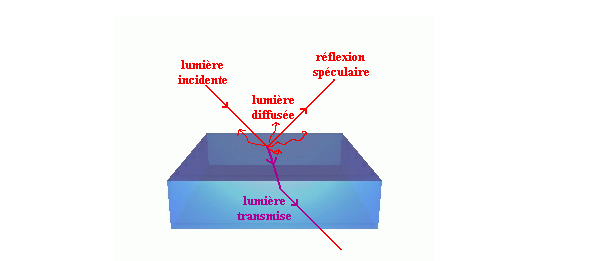 lumière
incidente
réflexion
spéculaire
lumière
diffusée
lumière
transmise